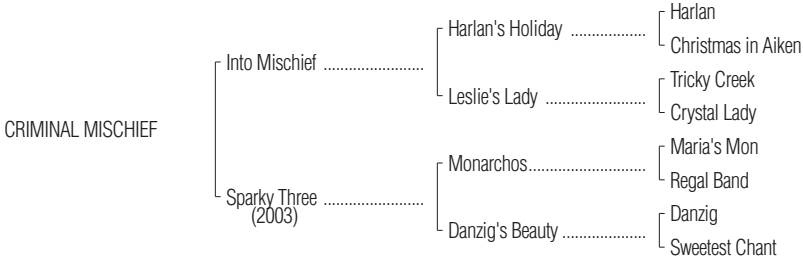 Harlan
Harlan's Holiday ....................
Christmas in Aiken
Into Mischief ........................
Tricky Creek
Leslie's Lady ........................
Crystal Lady
CRIMINAL MISCHIEF
Maria's Mon
Monarchos............................
Regal Band
Sparky Three ........................
(2003)
Danzig
Danzig's Beauty ....................
Sweetest Chant